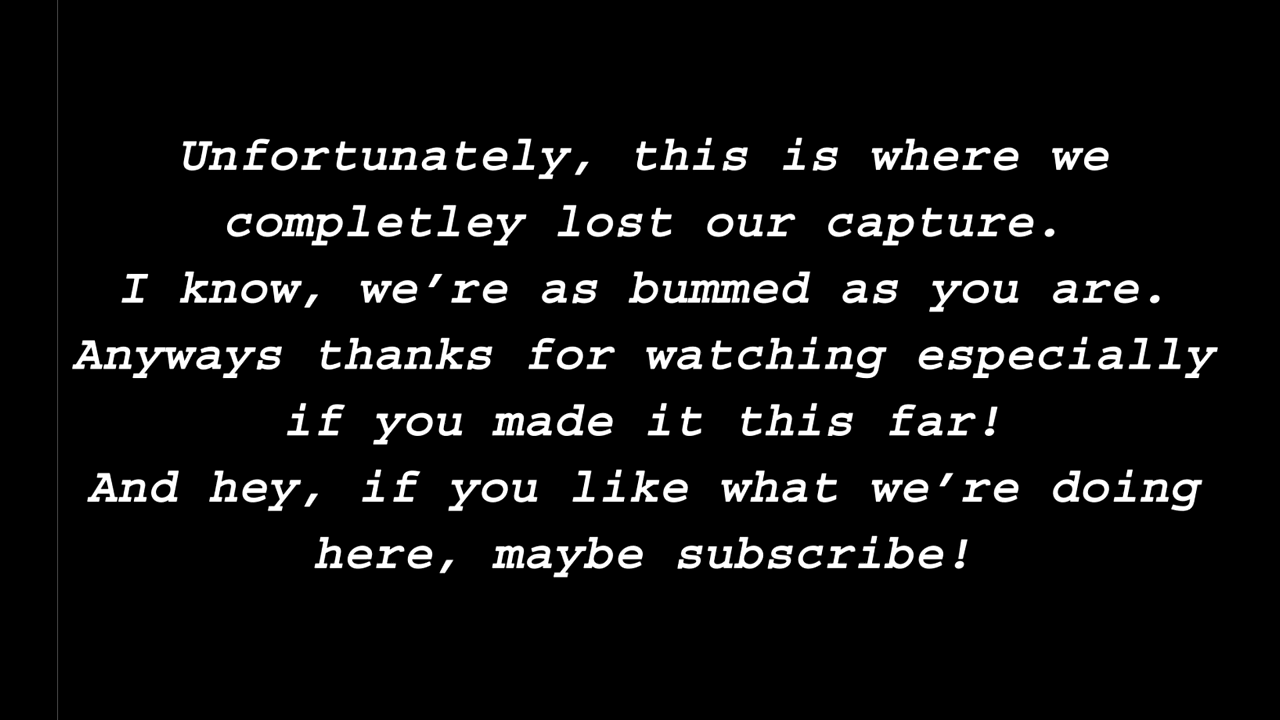 Unfortunately, this is where we
completley lost our capture.
I know, we’re as bummed as you are.
Anyways thanks for watching especially
if you made it this far!
And hey, if you like what we’re doing
here, maybe subscribe!